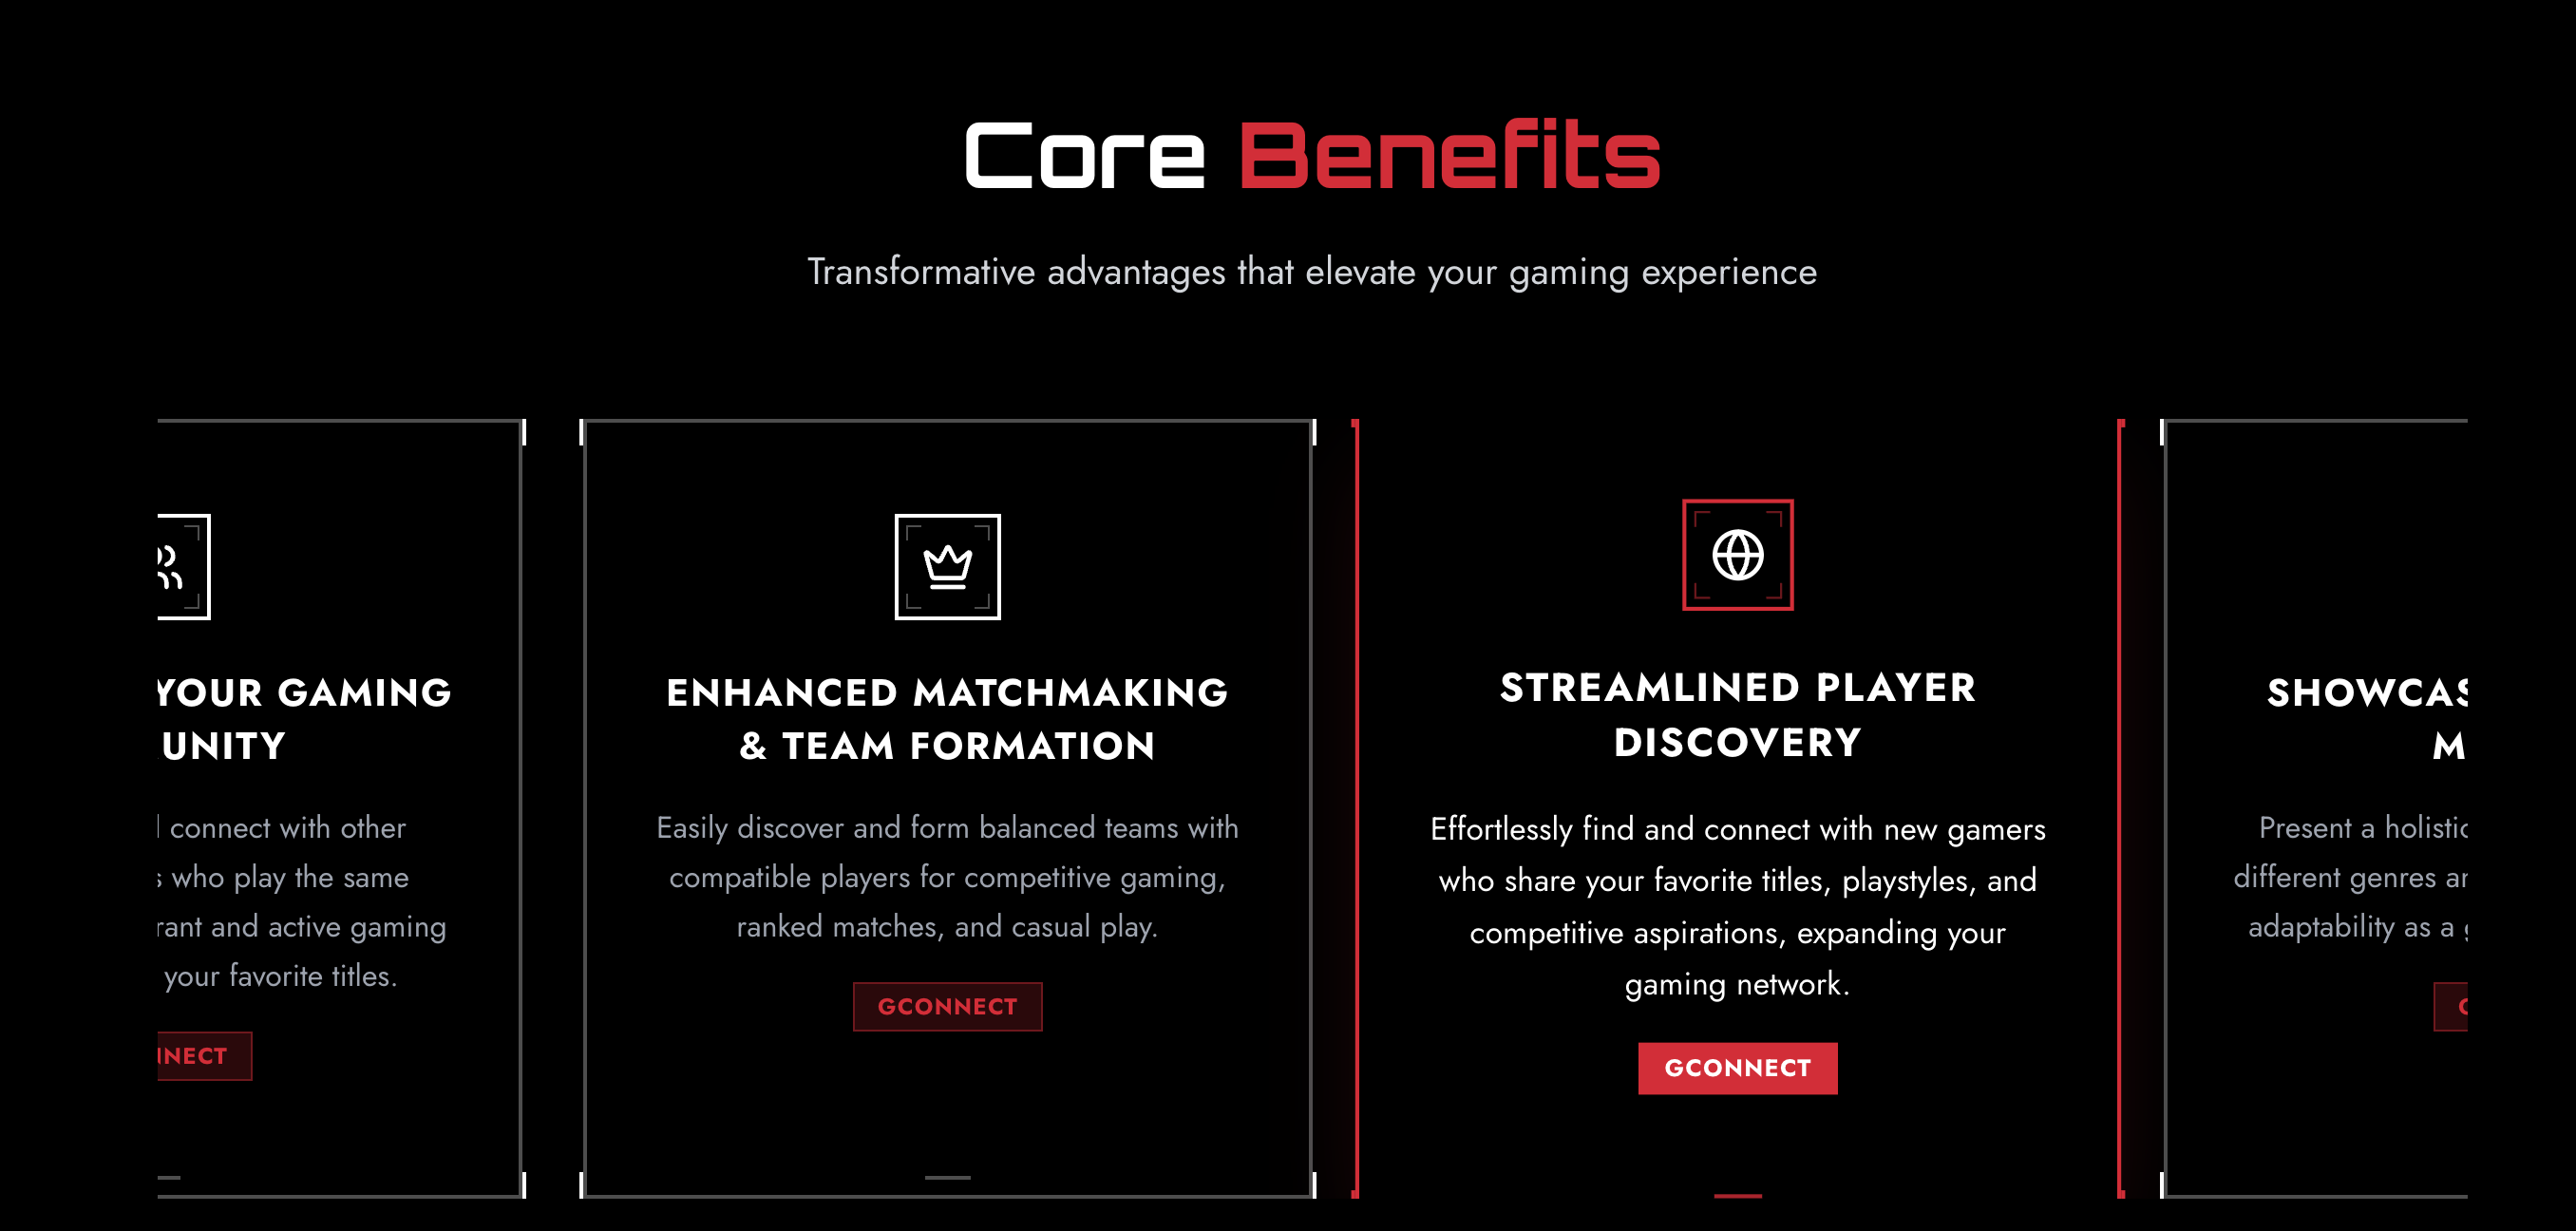 Core Benefits
Transformative advantages that elevate your gaming experience
YOUR GAMING
UNITY
connect with other
who play the same
rant and active gaming
your favorite titles.
NNECT
ENHANCED MATCHMAKING
& TEAM FORMATION
Easily discover and form balanced teams with
compatible players for competitive gaming,
ranked matches, and casual play.
GCONNECT
STREAMLINED PLAYER
DISCOVERY
Effortlessly find and connect with new gamers
who share your favorite titles, playstyles, and
competitive aspirations, expanding your
gaming network.
GCONNECT
SHOWCAS
M
Present a holistic
different genres ar
adaptability as a